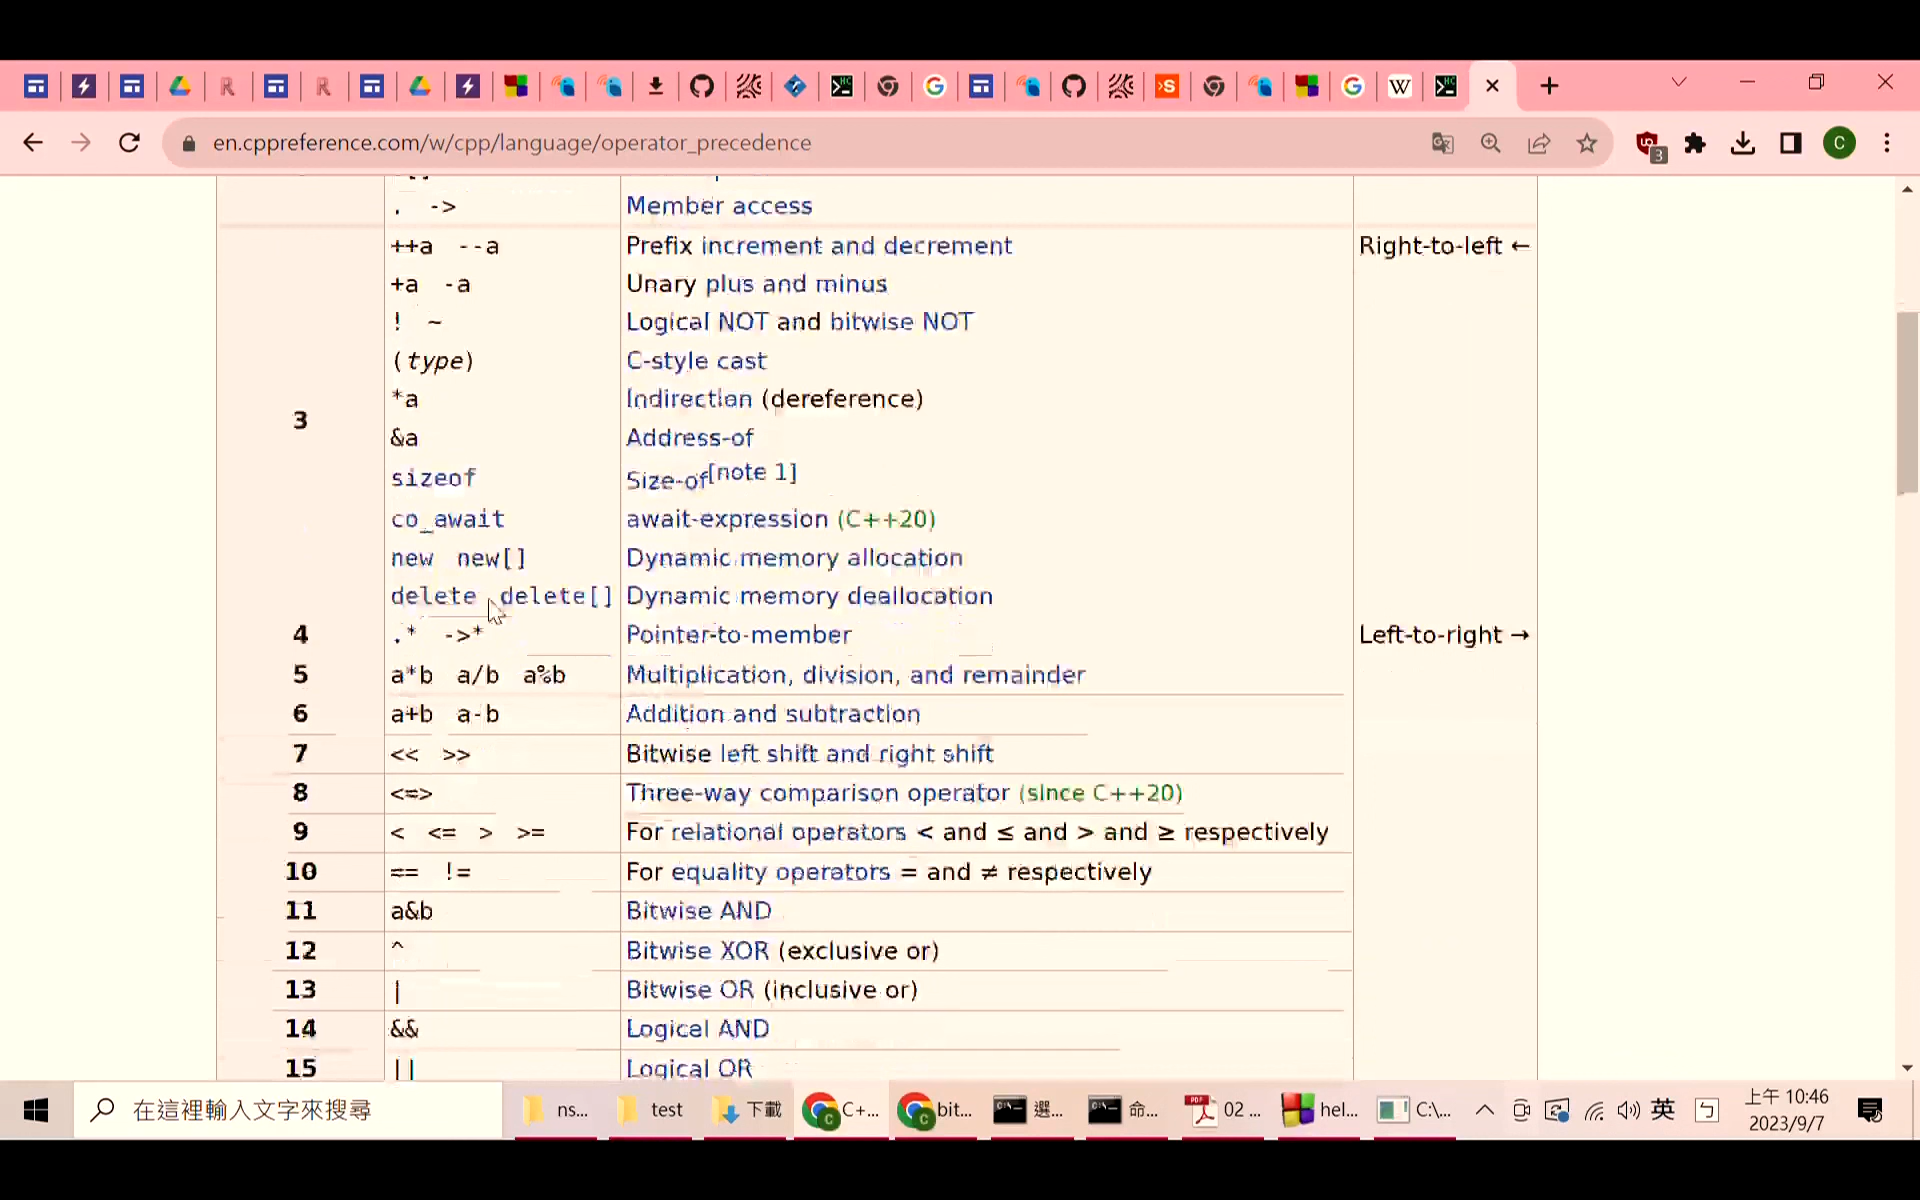 en.cppreference.com/w/cpp/language/operator_precedence
3
C
. -> Member access
3 ++a --a Prefix increment and decrement Right-to-left ←
+a -a Unary plus and minus
! ~ Logical NOT and bitwise NOT
(type) C-style cast
*a Indirection (dereference)
&a Address-of
sizeof Size-of[note 1]
co_await await-expression (C++20)
new new[] Dynamic memory allocation
delete delete[] Dynamic memory deallocation
4 .* ->* Pointer-to-member Left-to-right →
5 a*b a/b a%b Multiplication, division, and remainder
6 a+b a-b Addition and subtraction
7 << >> Bitwise left shift and right shift
8 <=> Three-way comparison operator (since C++20)
9 < <= > >= For relational operators < and ≤ and > and ≥ respectively
10 == != For equality operators = and ≠ respectively
11 a&b Bitwise AND
12 ^ Bitwise XOR (exclusive or)
13 | Bitwise OR (inclusive or)
14 && Logical AND
15 || Logical OR
在這裡輸入文字來搜尋 ns... test 下載 C+... bit... 選... 命... 02 ... hel... C:\... 英 ㄅ 上午 10:46
2023/9/7